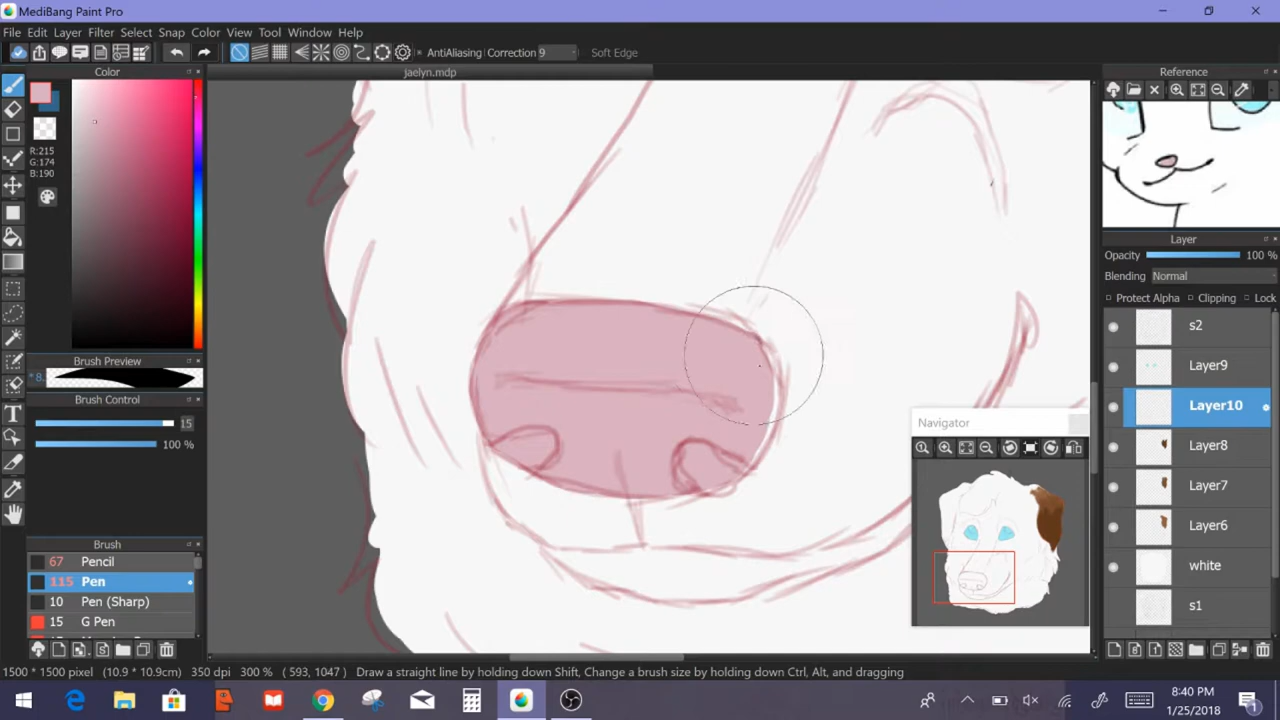 MediBang Paint Pro
File Edit Layer Filter Select Snap Color View Tool Window Help
AntiAliasing Correction 9 Soft Edge
Color
jaelyn.mdp
Reference
R:215
G:174
B:190
Layer
Opacity 100 %
Blending Normal
Protect Alpha Clipping Lock
s2
Layer9
Layer10
Layer8
Layer7
Layer6
white
s1
Brush Preview
Brush Control
15
100 %
Navigator
Brush
67 Pencil
115 Pen
10 Pen (Sharp)
15 G Pen
1500 * 1500 pixel (10.9 * 10.9cm) 350 dpi 300 % ( 593, 1047 ) Draw a straight line by holding down Shift, Change a brush size by holding down Ctrl, Alt, and dragging
8:40 PM
1/25/2018